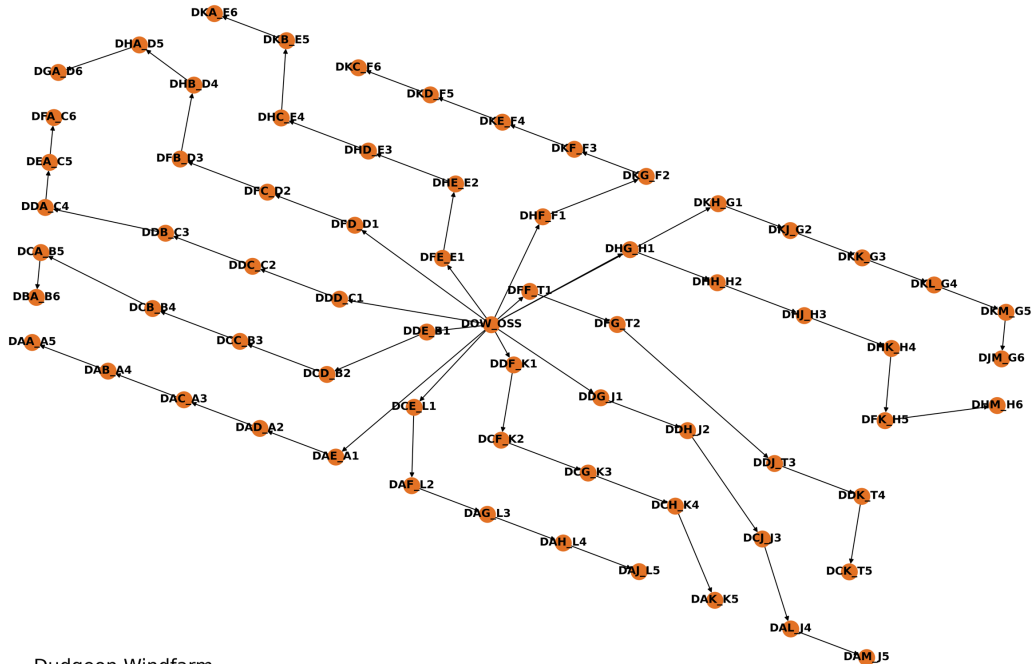 DKA_E6
DKB_E5
DHA_D5
DGA_D6
DKC_F6
DHB_D4
DKD_F5
DFA_C6
DHC_E4
DKE_F4
DKF_F3
DHD_E3
DFB_D3
DEA_C5
DKG_F2
DHE_E2
DFC_D2
DKH_G1
DDA_C4
DHF_F1
DFD_D1
DKJ_G2
DDB_C3
DHG_H1
DCA_B5
DFE_E1
DKK_G3
DDC_C2
DHH_H2
DKL_G4
DFF_T1
DBA_B6
DDD_C1
DCB_B4
DKM_G5
DHJ_H3
DOW_OSS
DFG_T2
DDE_B1
DCC_B3
DAA_A5
DHK_H4
DJM_G6
DDF_K1
DAB_A4
DCD_B2
DDG_J1
DAC_A3
DHM_H6
DCE_L1
DFK_H5
DAD_A2
DDH_J2
DCF_K2
DAE_A1
DDJ_T3
DCG_K3
DAF_L2
DDK_T4
DCH_K4
DAG_L3
DCJ_J3
DAH_L4
DAJ_L5
DCK_T5
DAK_K5
DAL_J4
DAM_J5
Dudgeon Windfarm